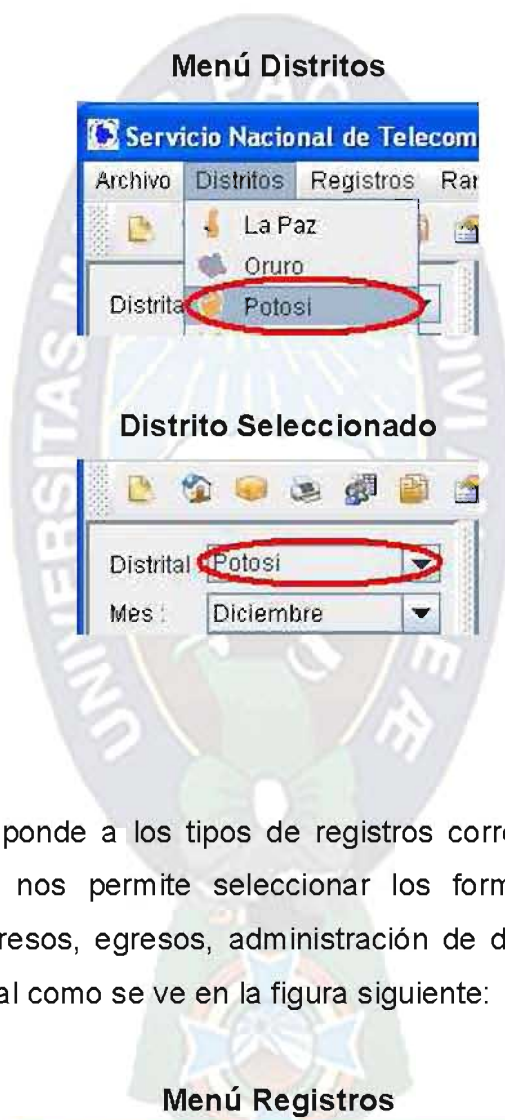 Menú Distritos
Servicio Nacional de Telecom
Archivo Distritos Registros Rar
La Paz
Oruro
Distrita Potosí
Distrito Seleccionado
Distrital Potosí
Mes : Diciembre
ponde a los tipos de registros corre
nos permite seleccionar los form
resos, egresos, administración de d
al como se ve en la figura siguiente:
Menú Registros